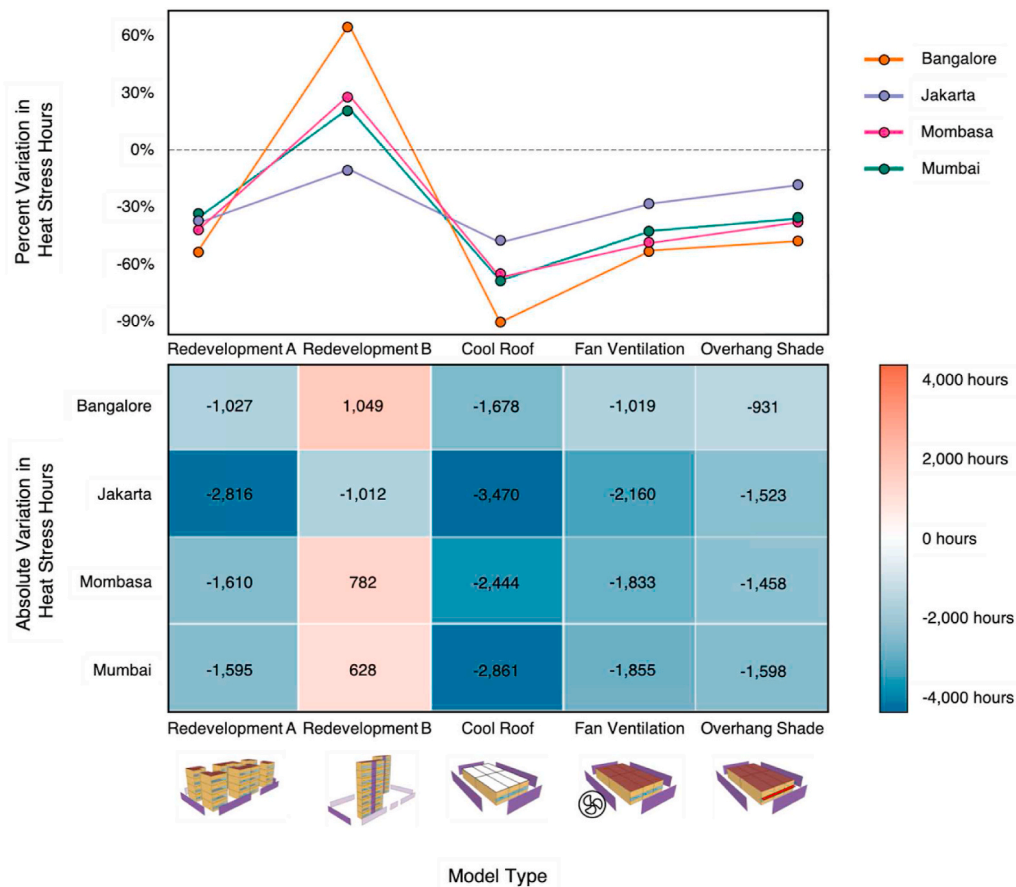 Percent Variation in
Heat Stress Hours
60%
30%
0%
-30%
-60%
-90%
Bangalore
Jakarta
Mombasa
Mumbai
Redevelopment A Redevelopment B Cool Roof Fan Ventilation Overhang Shade
Absolute Variation in
Heat Stress Hours
Bangalore -1,027 1,049 -1,678 -1,019 -931
Jakarta -2,816 -1,012 -3,470 -2,160 -1,523
Mombasa -1,610 782 -2,444 -1,833 -1,458
Mumbai -1,595 628 -2,861 -1,855 -1,598
4,000 hours
2,000 hours
0 hours
-2,000 hours
-4,000 hours
Redevelopment A Redevelopment B Cool Roof Fan Ventilation Overhang Shade
Model Type